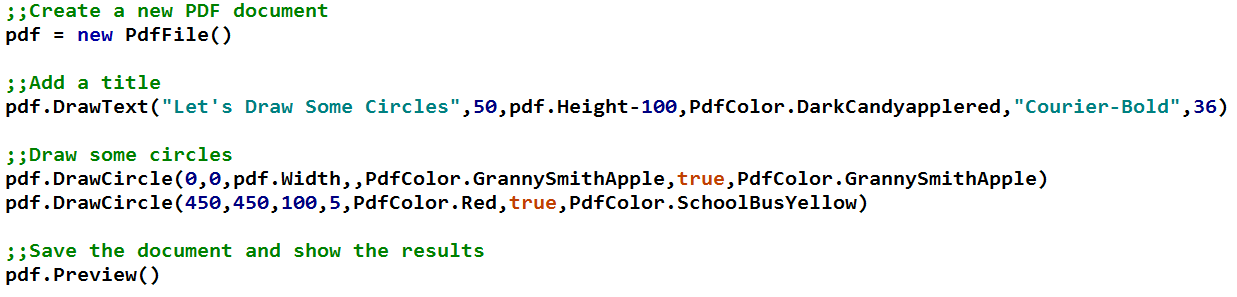 ;;Create a new PDF document
pdf = new PdfFile()
;;Add a title
pdf.DrawText("Let's Draw Some Circles",50,pdf.Height-100,PdfColor.DarkCandyapplered,"Courier-Bold",36)
;;Draw some circles
pdf.DrawCircle(0,0,pdf.Width,,PdfColor.GrannySmithApple,true,PdfColor.GrannySmithApple)
pdf.DrawCircle(450,450,100,5,PdfColor.Red,true,PdfColor.SchoolBusYellow)
;;Save the document and show the results
pdf.Preview()